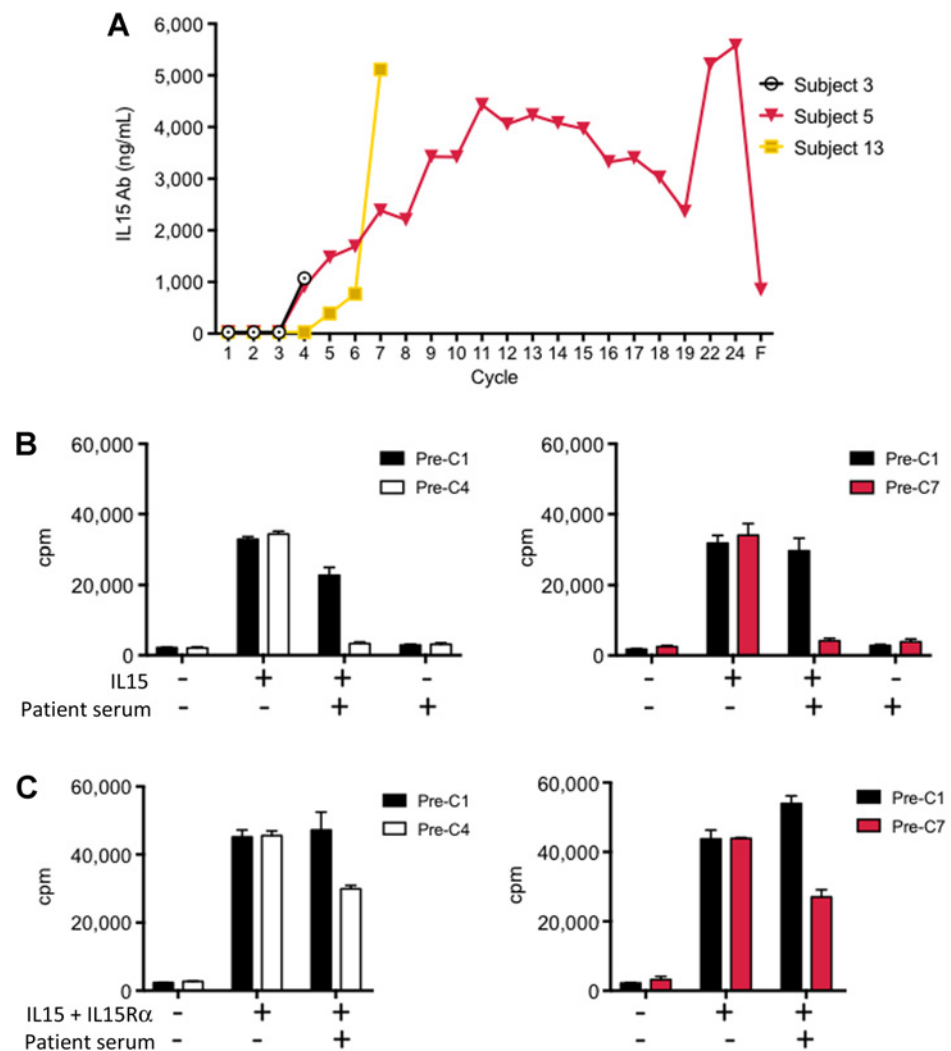 A
6,000
5,000
4,000
3,000
2,000
1,000
0
IL15 Ab (ng/mL)
1 2 3 4 5 6 7 8 9 10 11 12 13 14 15 16 17 18 19 22 24 F
Cycle
Subject 3
Subject 5
Subject 13
B
60,000
40,000
20,000
0
cpm
Pre-C1
Pre-C4
IL15 - + + -
Patient serum - - + +
60,000
40,000
20,000
0
cpm
Pre-C1
Pre-C7
- + + -
- - + +
C
60,000
40,000
20,000
0
cpm
Pre-C1
Pre-C4
IL15 + IL15Rα - + +
Patient serum - - +
60,000
40,000
20,000
0
cpm
Pre-C1
Pre-C7
- + +
- - +